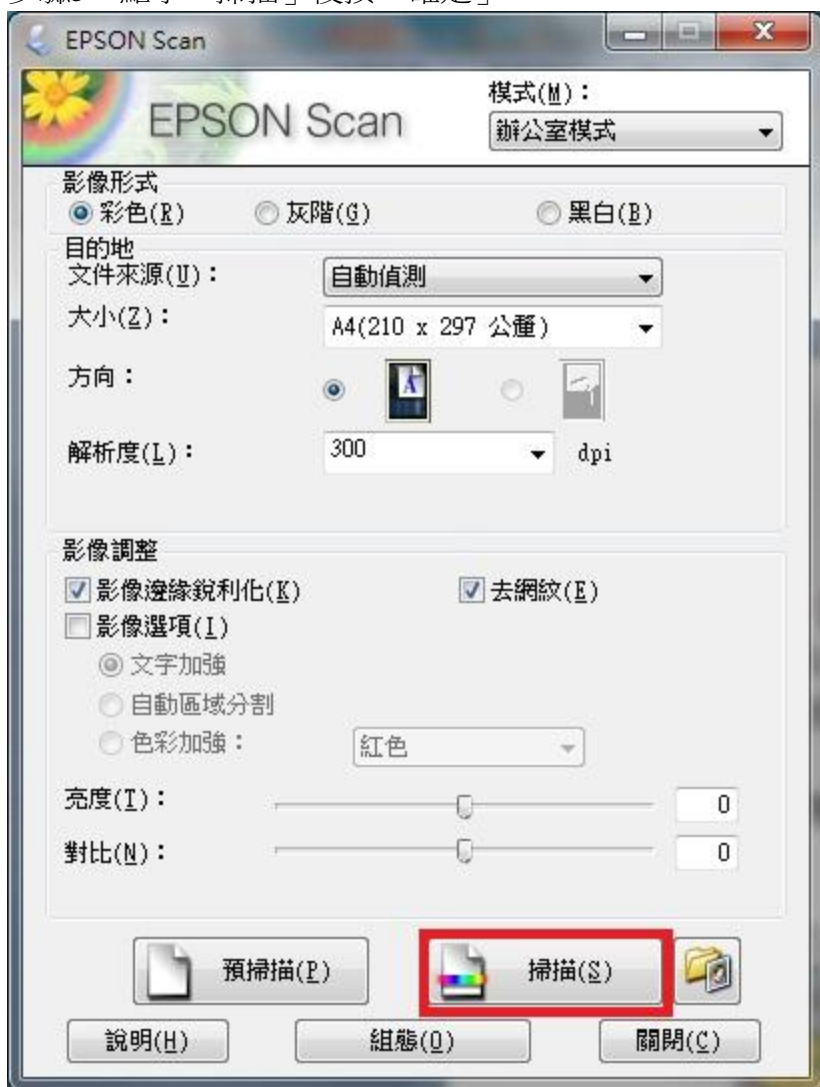 EPSON Scan
EPSON Scan
模式(M)：
辦公室模式
影像形式
彩色(R) 灰階(G) 黑白(B)
目的地
文件來源(U)： 自動偵測
大小(Z)： A4(210 x 297 公釐)
方向：
解析度(L)： 300 dpi
影像調整
影像邊緣銳利化(K) 去網紋(E)
影像選項(I)
文字加強
自動區域分割
色彩加強： 紅色
亮度(T)： 0
對比(N)： 0
預掃描(P) 掃描(S)
說明(H) 組態(O) 關閉(C)